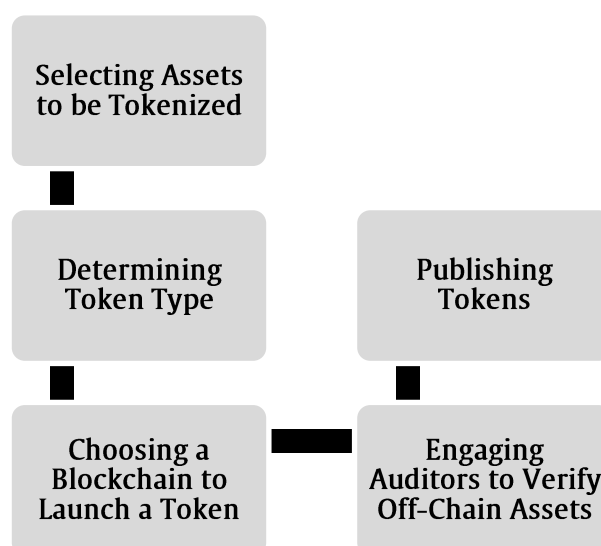 Selecting Assets
to be Tokenized
Determining
Token Type
Choosing a
Blockchain to
Launch a Token
Engaging
Auditors to Verify
Off-Chain Assets
Publishing
Tokens